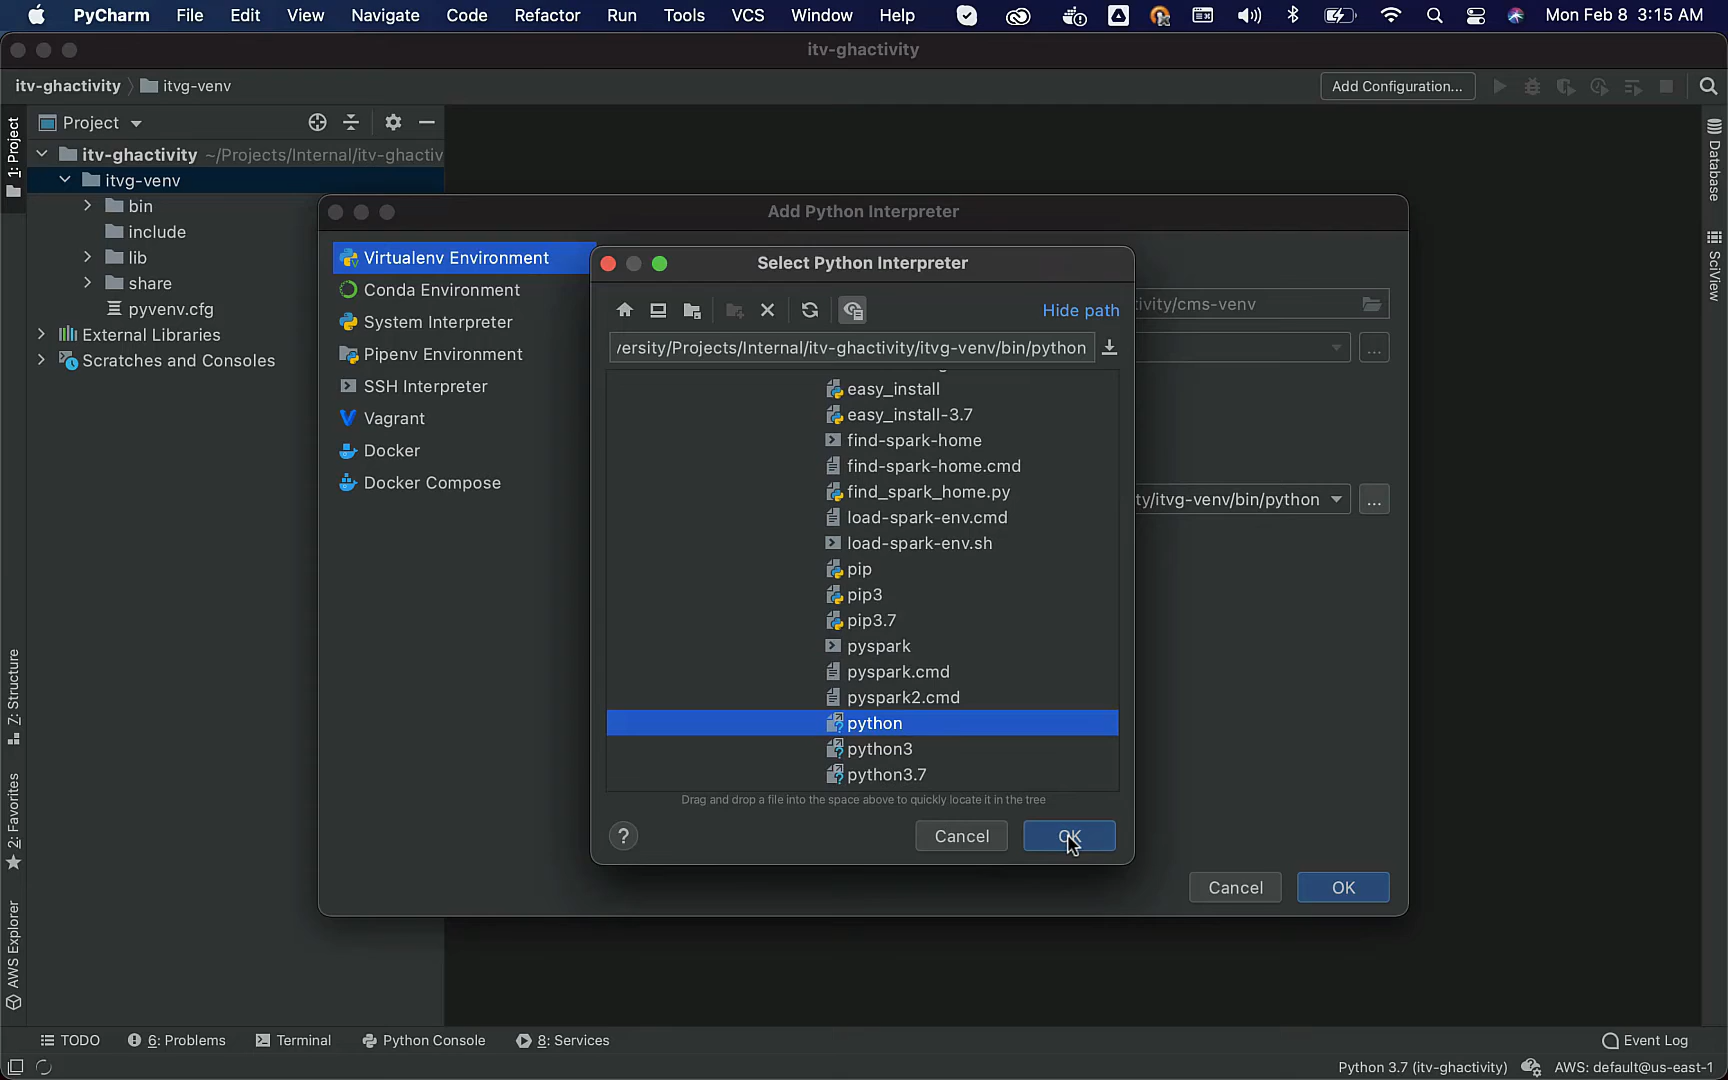 PyCharm File Edit View Navigate Code Refactor Run Tools VCS Window Help Mon Feb 8 3:15 AM
itv-ghactivity
itv-ghactivity itvg-venv Add Configuration...
Project
itv-ghactivity ~/Projects/Internal/itv-ghactiv
itvg-venv
bin
include
lib
share
pyvenv.cfg
External Libraries
Scratches and Consoles
1: Project
7: Structure
2: Favorites
AWS Explorer
Database
SciView
Add Python Interpreter
Virtualenv Environment
Conda Environment
System Interpreter
Pipenv Environment
SSH Interpreter
Vagrant
Docker
Docker Compose
tivity/cms-venv
...
ty/itvg-venv/bin/python ...
Cancel OK
Select Python Interpreter
Hide path
versity/Projects/Internal/itv-ghactivity/itvg-venv/bin/python
easy_install
easy_install-3.7
find-spark-home
find-spark-home.cmd
find_spark_home.py
load-spark-env.cmd
load-spark-env.sh
pip
pip3
pip3.7
pyspark
pyspark.cmd
pyspark2.cmd
python
python3
python3.7
Drag and drop a file into the space above to quickly locate it in the tree
? Cancel OK
TODO 6: Problems Terminal Python Console 8: Services Event Log
Python 3.7 (itv-ghactivity) AWS: default@us-east-1